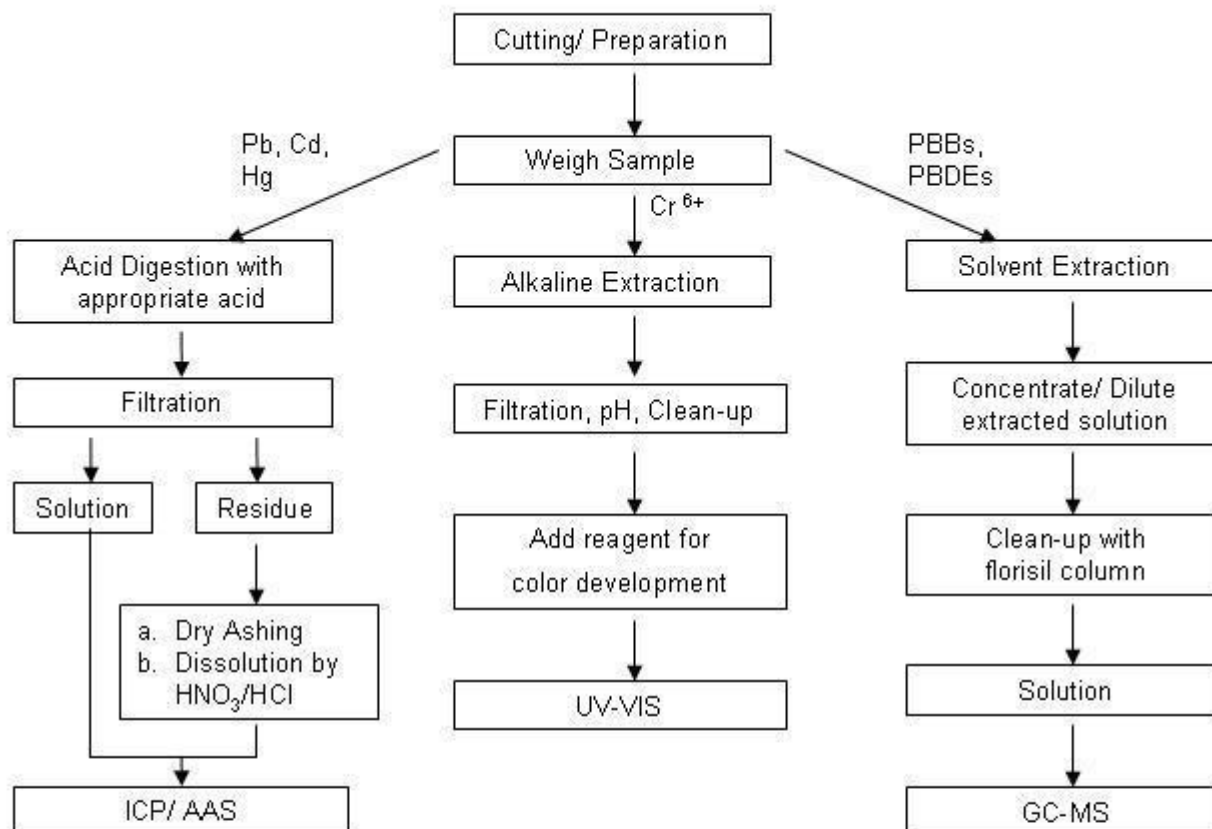 Cutting/ Preparation
Pb, Cd,
Hg
Weigh Sample
PBBs,
PBDEs
Cr 6+
Acid Digestion with
appropriate acid
Alkaline Extraction
Solvent Extraction
Filtration
Filtration, pH, Clean-up
Concentrate/ Dilute
extracted solution
Solution
Residue
Add reagent for
color development
Clean-up with
florisil column
a. Dry Ashing
b. Dissolution by
HNO3/HCl
UV-VIS
Solution
ICP/ AAS
GC-MS